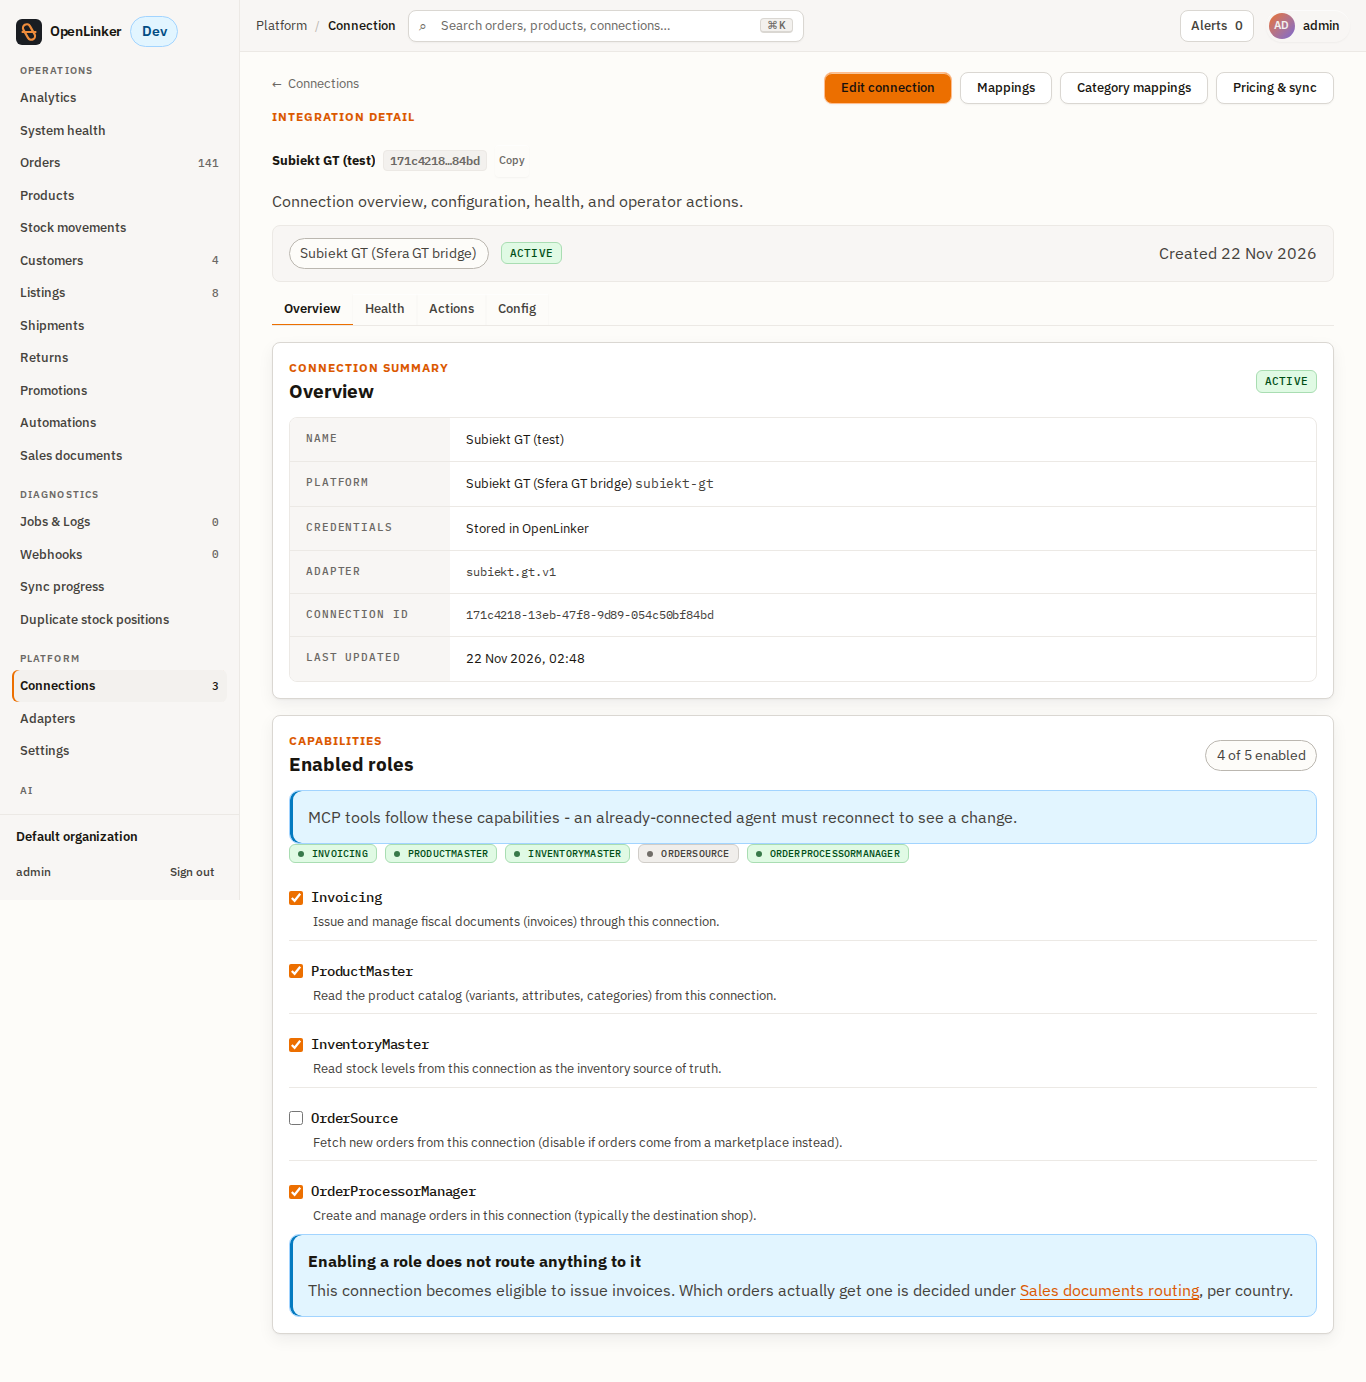 OpenLinker Dev
OPERATIONS
Analytics
System health
Orders 141
Products
Stock movements
Customers 4
Listings 8
Shipments
Returns
Promotions
Automations
Sales documents
DIAGNOSTICS
Jobs & Logs 0
Webhooks 0
Sync progress
Duplicate stock positions
PLATFORM
Connections 3
Adapters
Settings
AI
Default organization
admin Sign out
Platform / Connection
Search orders, products, connections... ⌘K
Alerts 0
AD admin
← Connections
Edit connection Mappings Category mappings Pricing & sync
INTEGRATION DETAIL
Subiekt GT (test) 171c4218…84bd Copy
Connection overview, configuration, health, and operator actions.
Subiekt GT (Sfera GT bridge) ACTIVE Created 22 Nov 2026
Overview Health Actions Config
CONNECTION SUMMARY
Overview
ACTIVE
NAME Subiekt GT (test)
PLATFORM Subiekt GT (Sfera GT bridge) subiekt-gt
CREDENTIALS Stored in OpenLinker
ADAPTER subiekt.gt.v1
CONNECTION ID 171c4218-13eb-47f8-9d89-054c50bf84bd
LAST UPDATED 22 Nov 2026, 02:48
CAPABILITIES
Enabled roles
4 of 5 enabled
MCP tools follow these capabilities - an already-connected agent must reconnect to see a change.
INVOICING PRODUCTMASTER INVENTORYMASTER ORDERSOURCE ORDERPROCESSORMANAGER
Invoicing
Issue and manage fiscal documents (invoices) through this connection.
ProductMaster
Read the product catalog (variants, attributes, categories) from this connection.
InventoryMaster
Read stock levels from this connection as the inventory source of truth.
OrderSource
Fetch new orders from this connection (disable if orders come from a marketplace instead).
OrderProcessorManager
Create and manage orders in this connection (typically the destination shop).
Enabling a role does not route anything to it
This connection becomes eligible to issue invoices. Which orders actually get one is decided under Sales documents routing, per country.